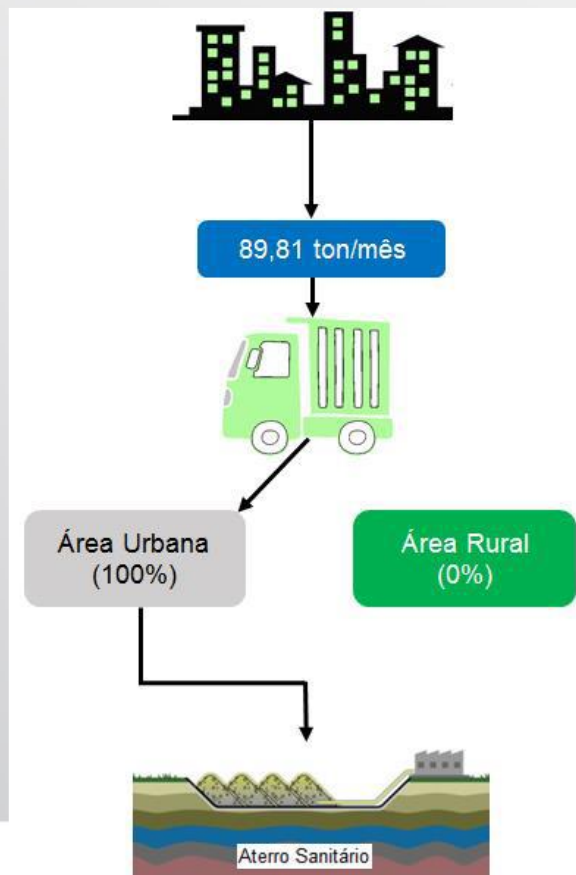 89,81 ton/mês
Área Urbana
(100%)
Área Rural
(0%)
Aterro Sanitário